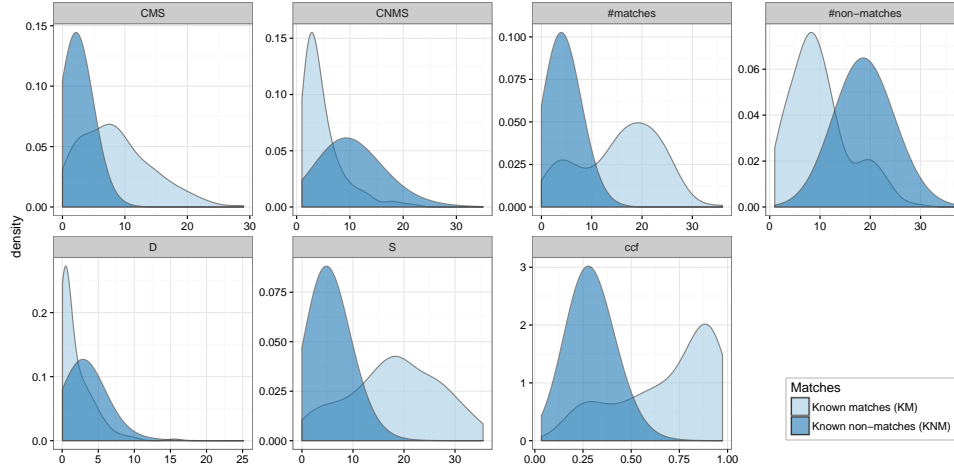 CMS
CNMS
#matches
#non−matches
0.15
0.10
0.05
0.00
0 10 20 30
0.15
0.10
0.05
0.00
0 10 20 30
0.100
0.075
0.050
0.025
0.000
0 10 20 30
0.06
0.04
0.02
0.00
0 10 20 30
density
D
S
ccf
0.2
0.1
0.0
0 5 10 15 20 25
0.075
0.050
0.025
0.000
0 10 20 30
3
2
1
0
0.00 0.25 0.50 0.75 1.00
Matches
Known matches (KM)
Known non−matches (KNM)